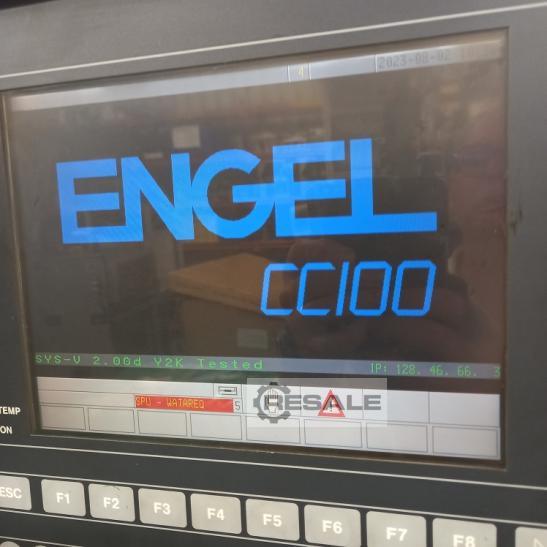 2023-08-02
ENGEL
CC100
SYS-V 2.00d Y2K Tested
IP: 128. 46. 66. 3
SPU - WATAREQ
5
RESALE
TEMP
ON
ESC
F1
F2
F3
F4
F5
F6
F7
F8